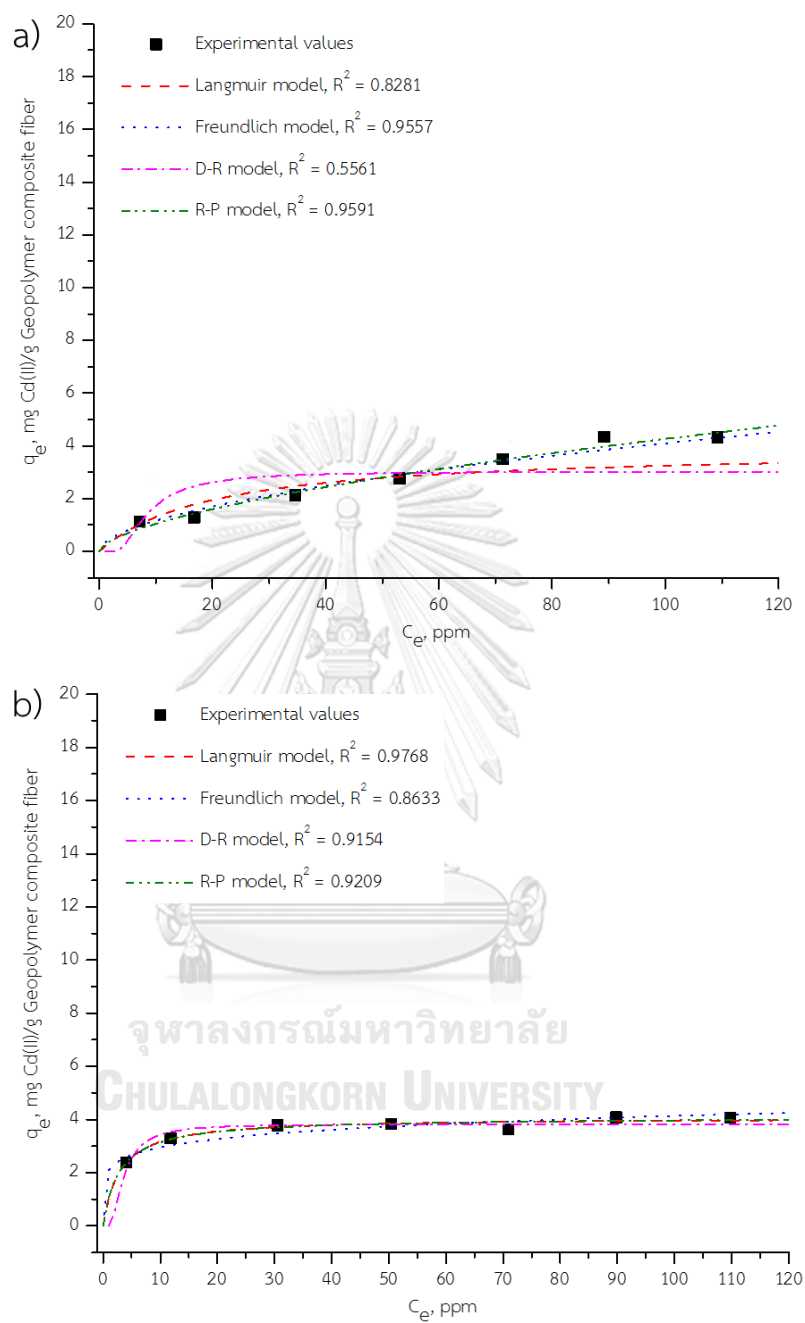 a)
20
18
16
14
12
10
8
6
4
2
0
q_e, mg Cd(II)/g Geopolymer composite fiber
Experimental values
Langmuir model, R² = 0.8281
Freundlich model, R² = 0.9557
D-R model, R² = 0.5561
R-P model, R² = 0.9591
0 20 40 60 80 100 120
C_e, ppm
b)
20
18
16
14
12
10
8
6
4
2
0
q_e, mg Cd(II)/g Geopolymer composite fiber
Experimental values
Langmuir model, R² = 0.9768
Freundlich model, R² = 0.8633
D-R model, R² = 0.9154
R-P model, R² = 0.9209
จุฬาลงกรณ์มหาวิทยาลัย
CHULALONGKORN UNIVERSITY
0 10 20 30 40 50 60 70 80 90 100 110 120
C_e, ppm